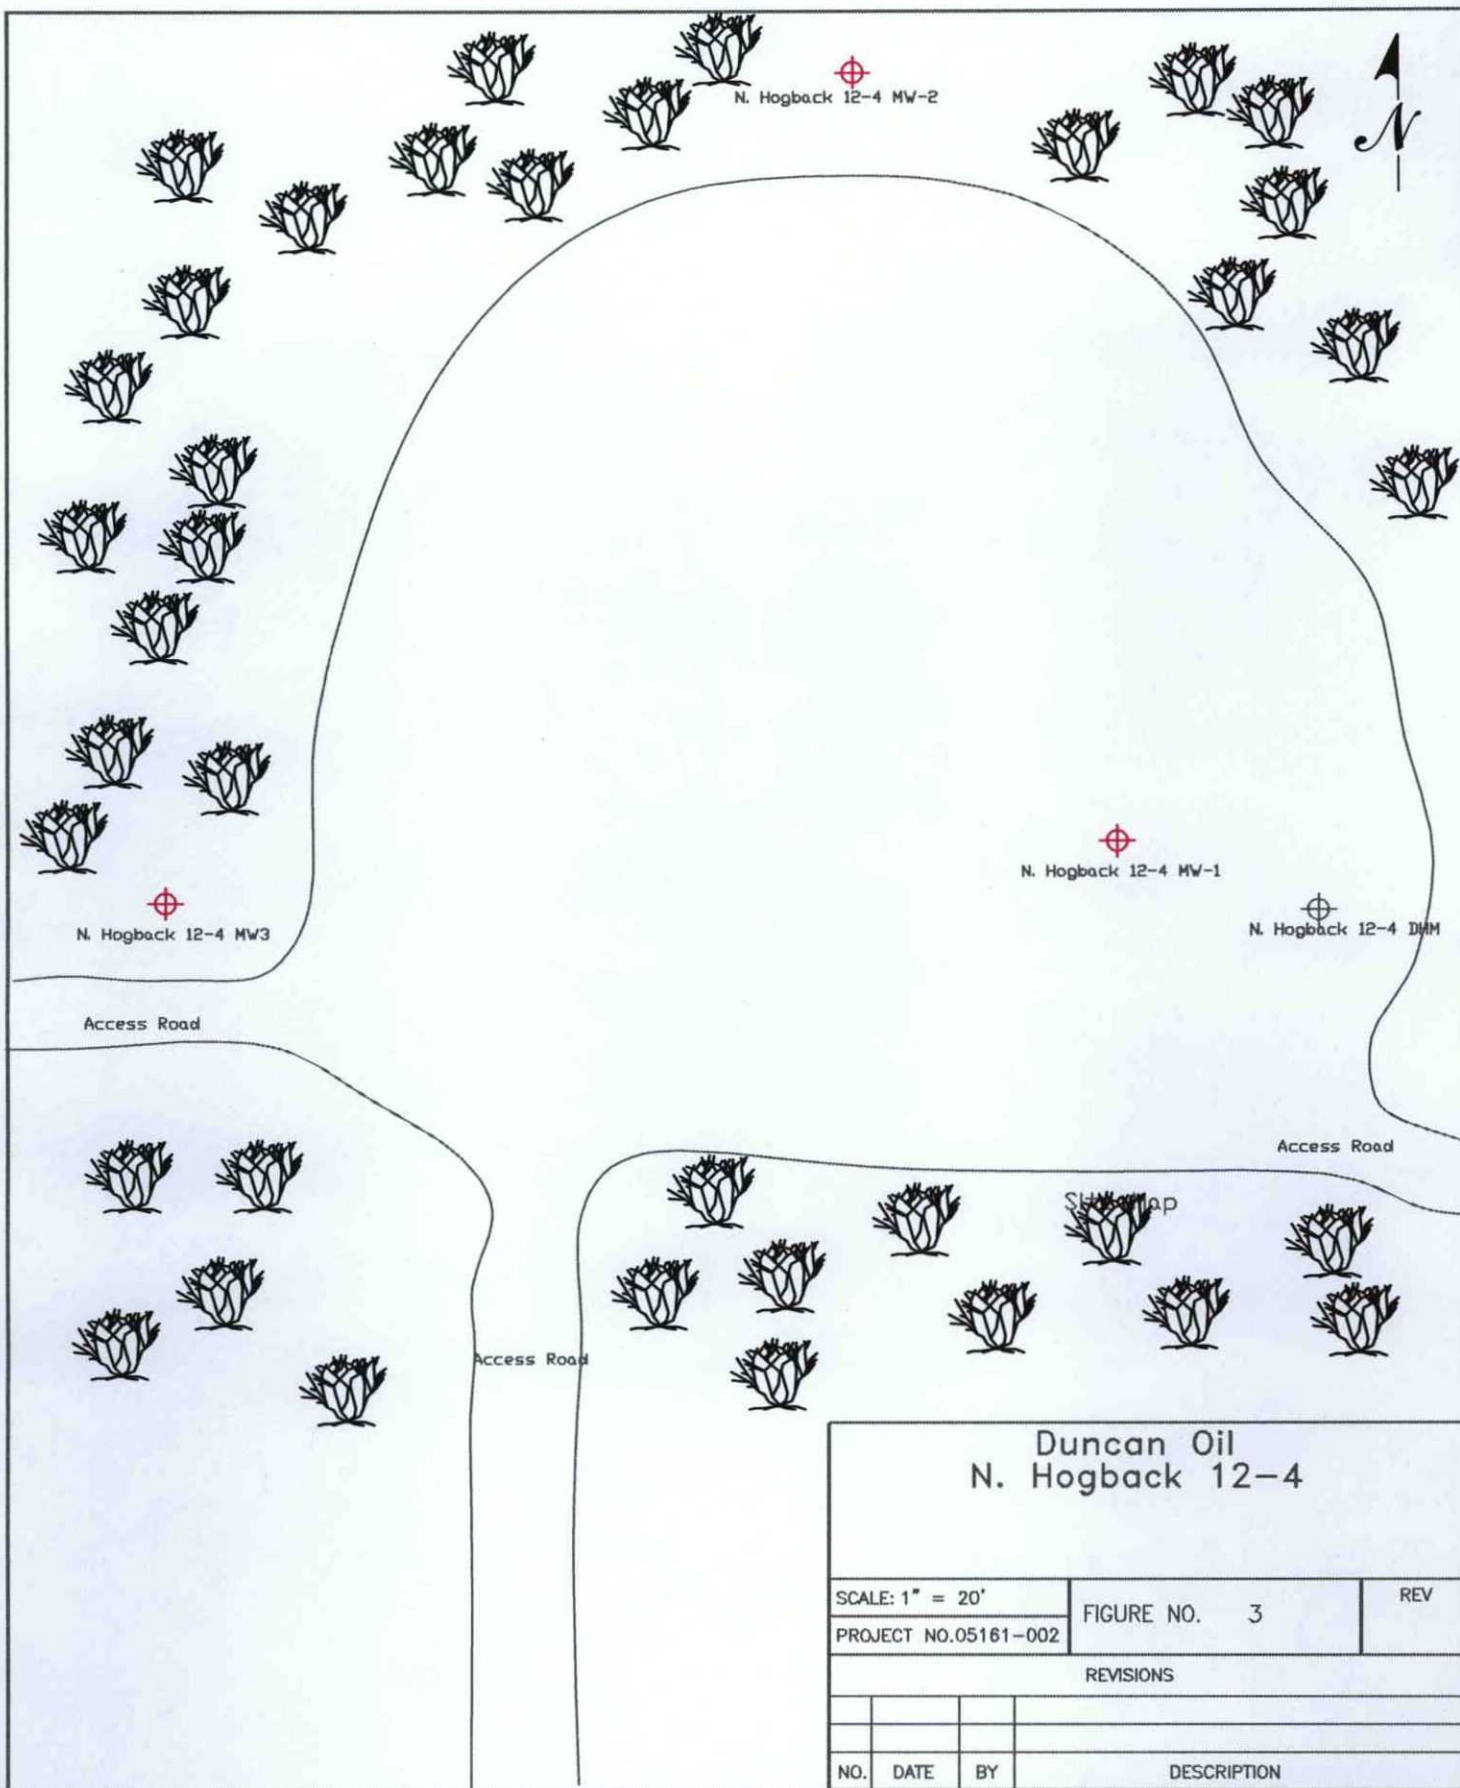 N. Hogback 12-4 MW-2
N
N. Hogback 12-4 MW-1
N. Hogback 12-4 MW3
N. Hogback 12-4 DHM
Access Road
Access Road
Access Road
Duncan Oil
N. Hogback 12-4
SCALE: 1" = 20'
FIGURE NO. 3
REV
PROJECT NO.05161-002
REVISIONS
NO. DATE BY DESCRIPTION